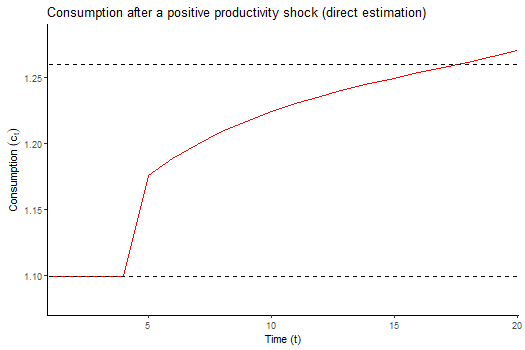 Consumption after a positive productivity shock (direct estimation)
Consumption (cₜ)
1.25
1.20
1.15
1.10
5
10
15
20
Time (t)